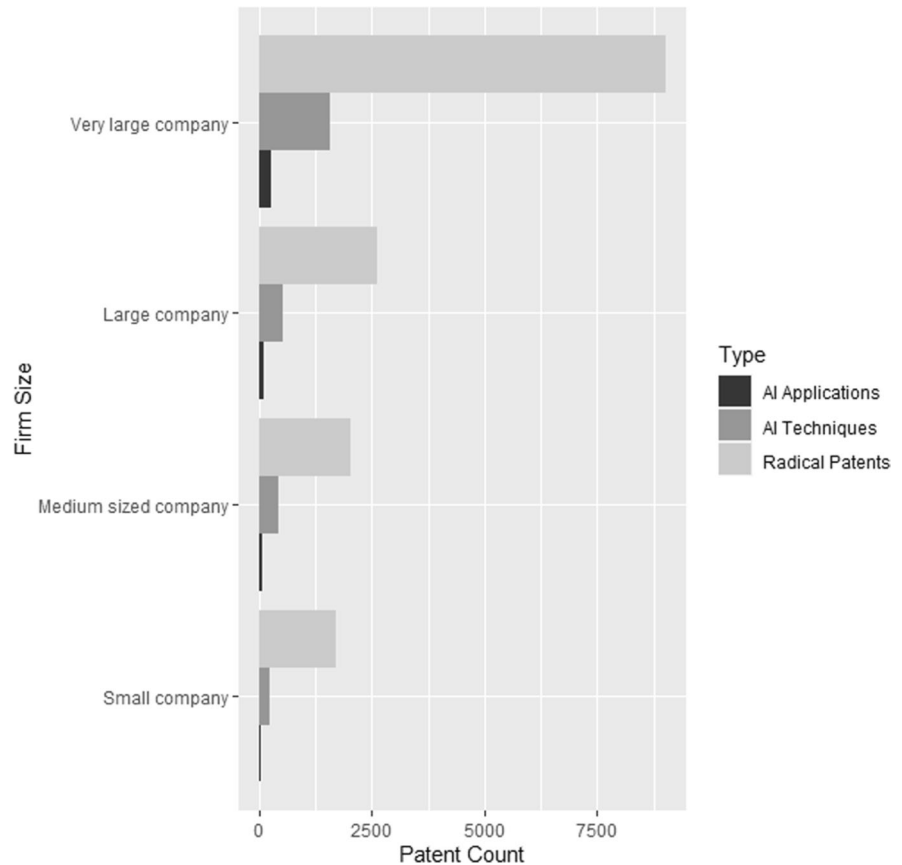 Very large company
Large company
Medium sized company
Small company
Firm Size
0 2500 5000 7500
Patent Count
Type
AI Applications
AI Techniques
Radical Patents